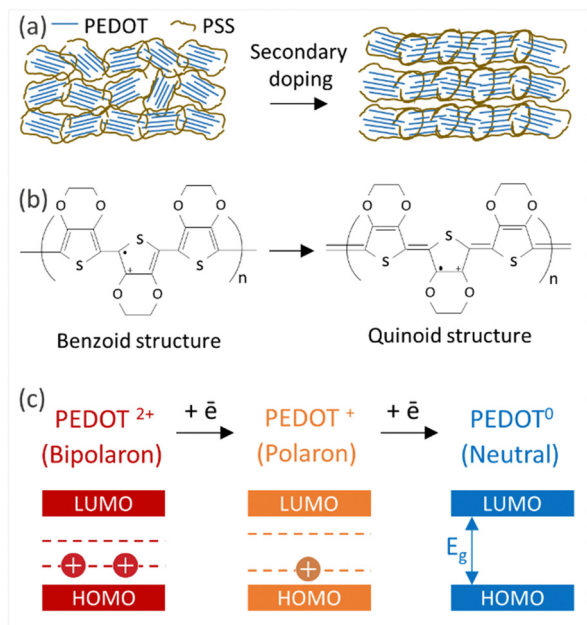 (a) PEDOT PSS
Secondary
doping
(b)
O O O O O O O O
S S S S S S
n n
O O O O
Benzoid structure Quinoid structure
(c)
PEDOT 2+ + ē PEDOT + + ē PEDOT0
(Bipolaron) (Polaron) (Neutral)
LUMO LUMO LUMO
+ + + Eg
HOMO HOMO HOMO